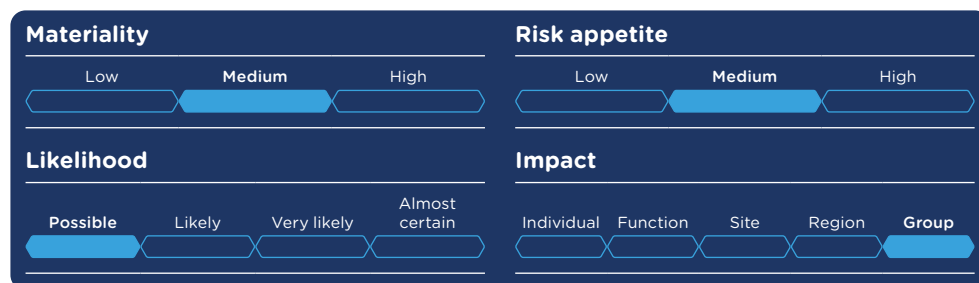 Materiality
Low Medium High
Risk appetite
Low Medium High
Likelihood
Possible Likely Very likely Almost
certain
Impact
Individual Function Site Region Group